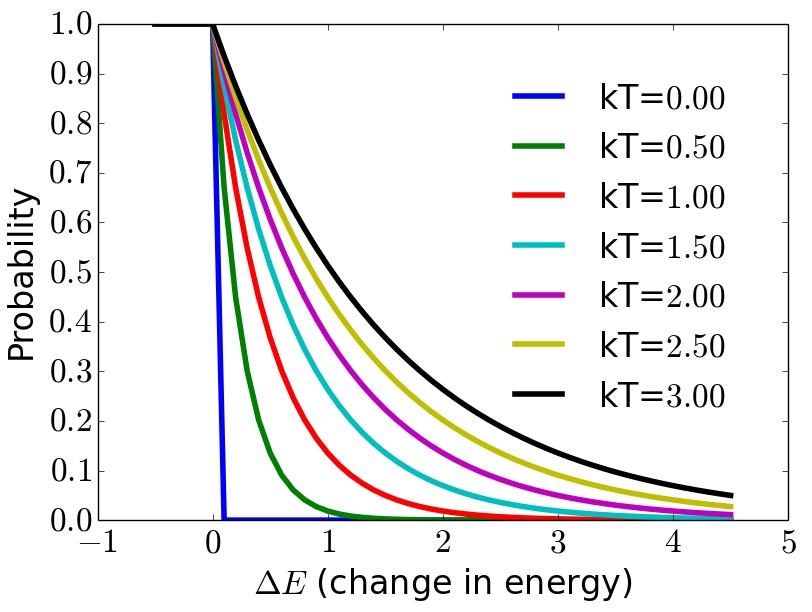 1.0
0.9
0.8
0.7
0.6
0.5
0.4
0.3
0.2
0.1
0.0
Probability
kT=0.00
kT=0.50
kT=1.00
kT=1.50
kT=2.00
kT=2.50
kT=3.00
−1 0 1 2 3 4 5
ΔE (change in energy)